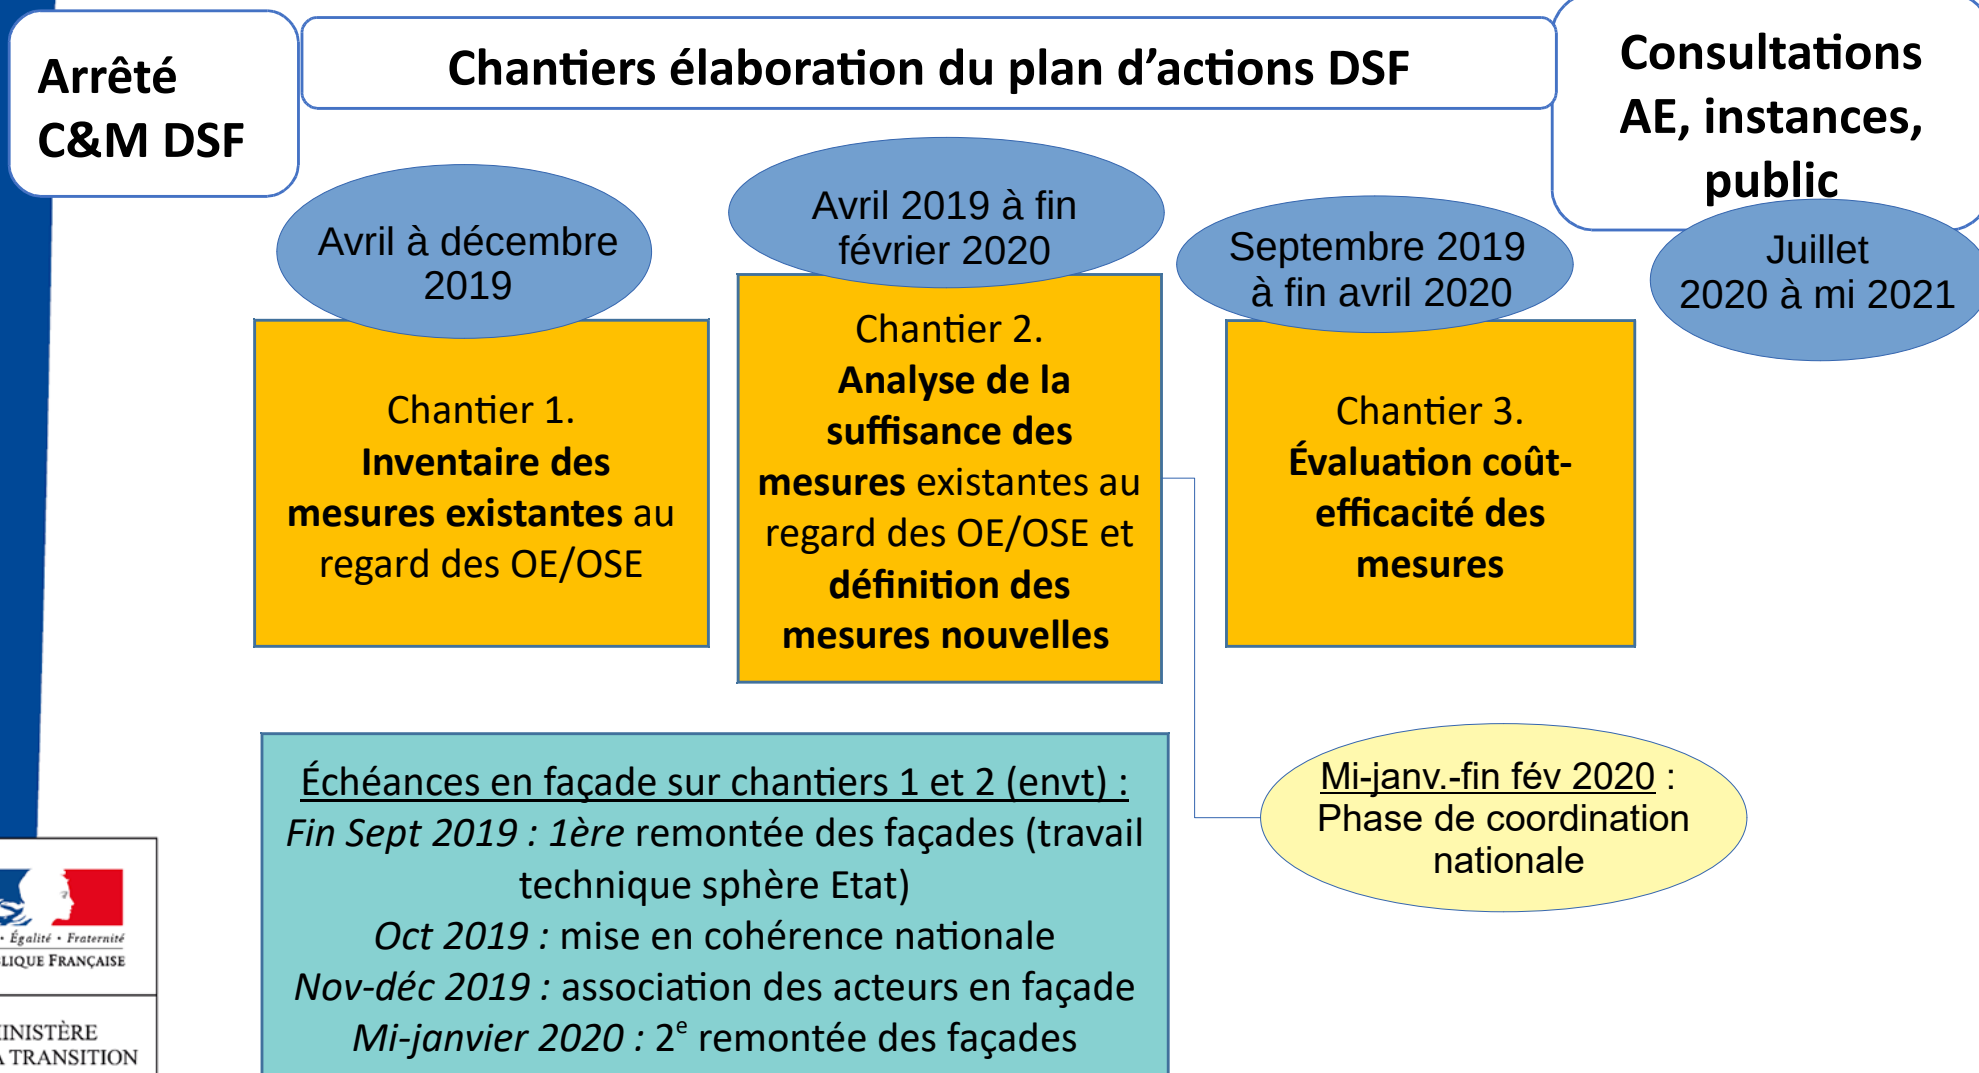 Arrêté
C&M DSF
Chantiers élaboration du plan d’actions DSF
Consultations
AE, instances,
public
Avril à décembre
2019
Avril 2019 à fin
février 2020
Septembre 2019
à fin avril 2020
Juillet
2020 à mi 2021
Chantier 1.
Inventaire des
mesures existantes au
regard des OE/OSE
Chantier 2.
Analyse de la
suffisance des
mesures existantes au
regard des OE/OSE et
définition des
mesures nouvelles
Chantier 3.
Évaluation coût-
efficacité des
mesures
Échéances en façade sur chantiers 1 et 2 (envt) :
Fin Sept 2019 : 1ère remontée des façades (travail
technique sphère Etat)
Oct 2019 : mise en cohérence nationale
Nov-déc 2019 : association des acteurs en façade
Mi-janvier 2020 : 2e remontée des façades
Mi-janv.-fin fév 2020 :
Phase de coordination
nationale
• Égalité • Fraternité
BLIQUE FRANÇAISE
INISTÈRE
A TRANSITION